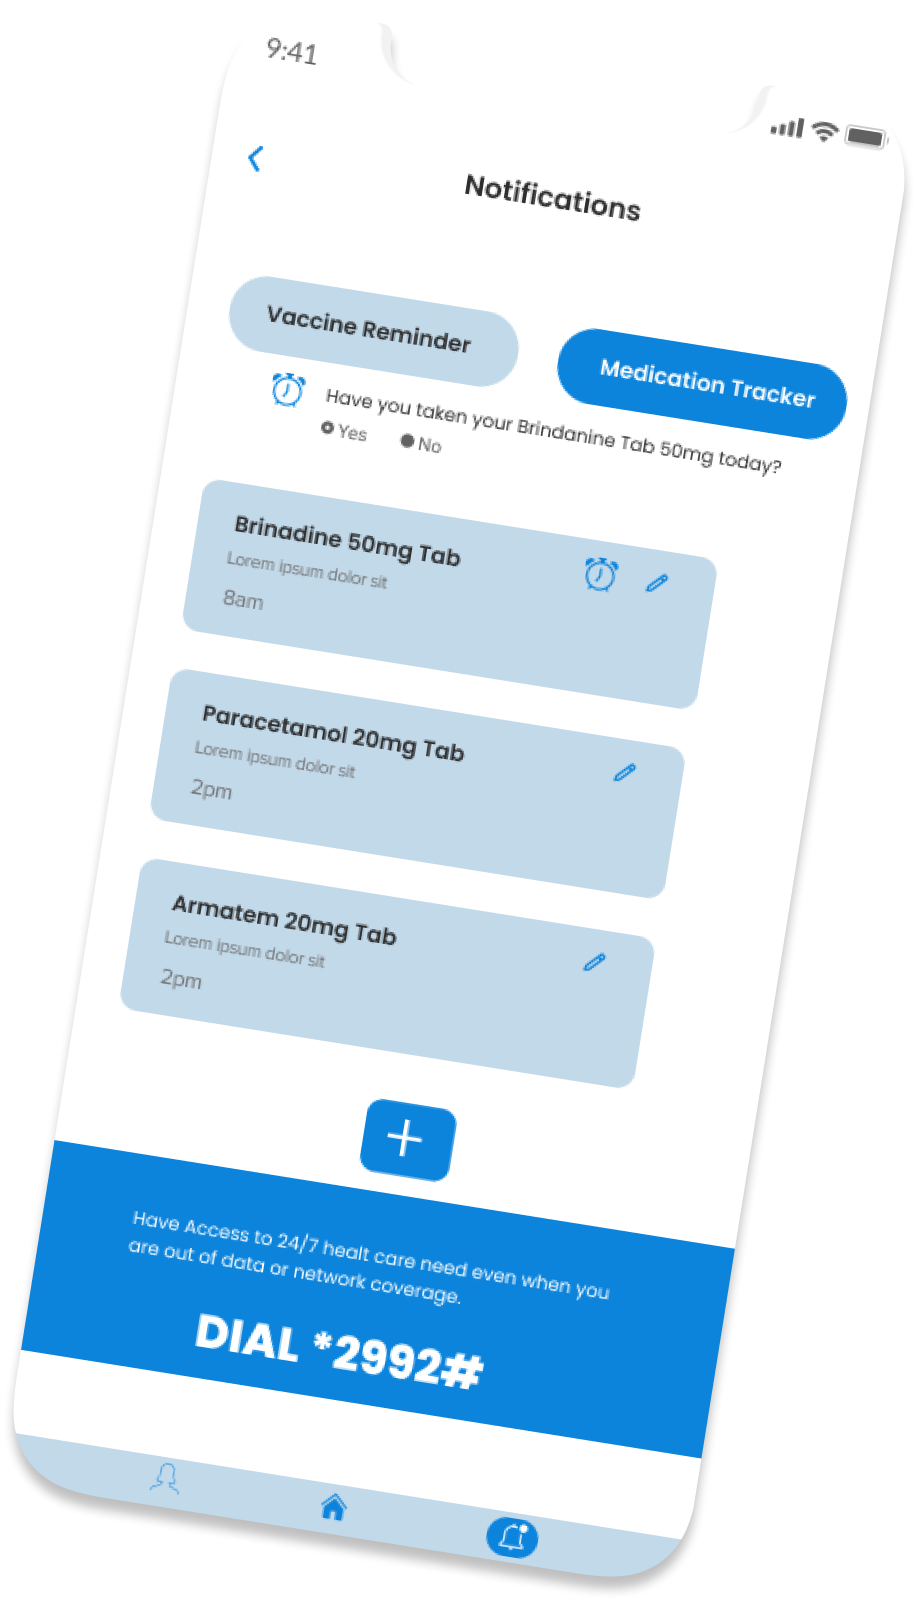 9:41
Notifications
Vaccine Reminder
Medication Tracker
Have you taken your Brindanine Tab 50mg today?
Yes No
Brinadine 50mg Tab
Lorem ipsum dolor sit
8am
Paracetamol 20mg Tab
Lorem ipsum dolor sit
2pm
Armatem 20mg Tab
Lorem ipsum dolor sit
2pm
Have Access to 24/7 healt care need even when you
are out of data or network coverage.
DIAL *2992#